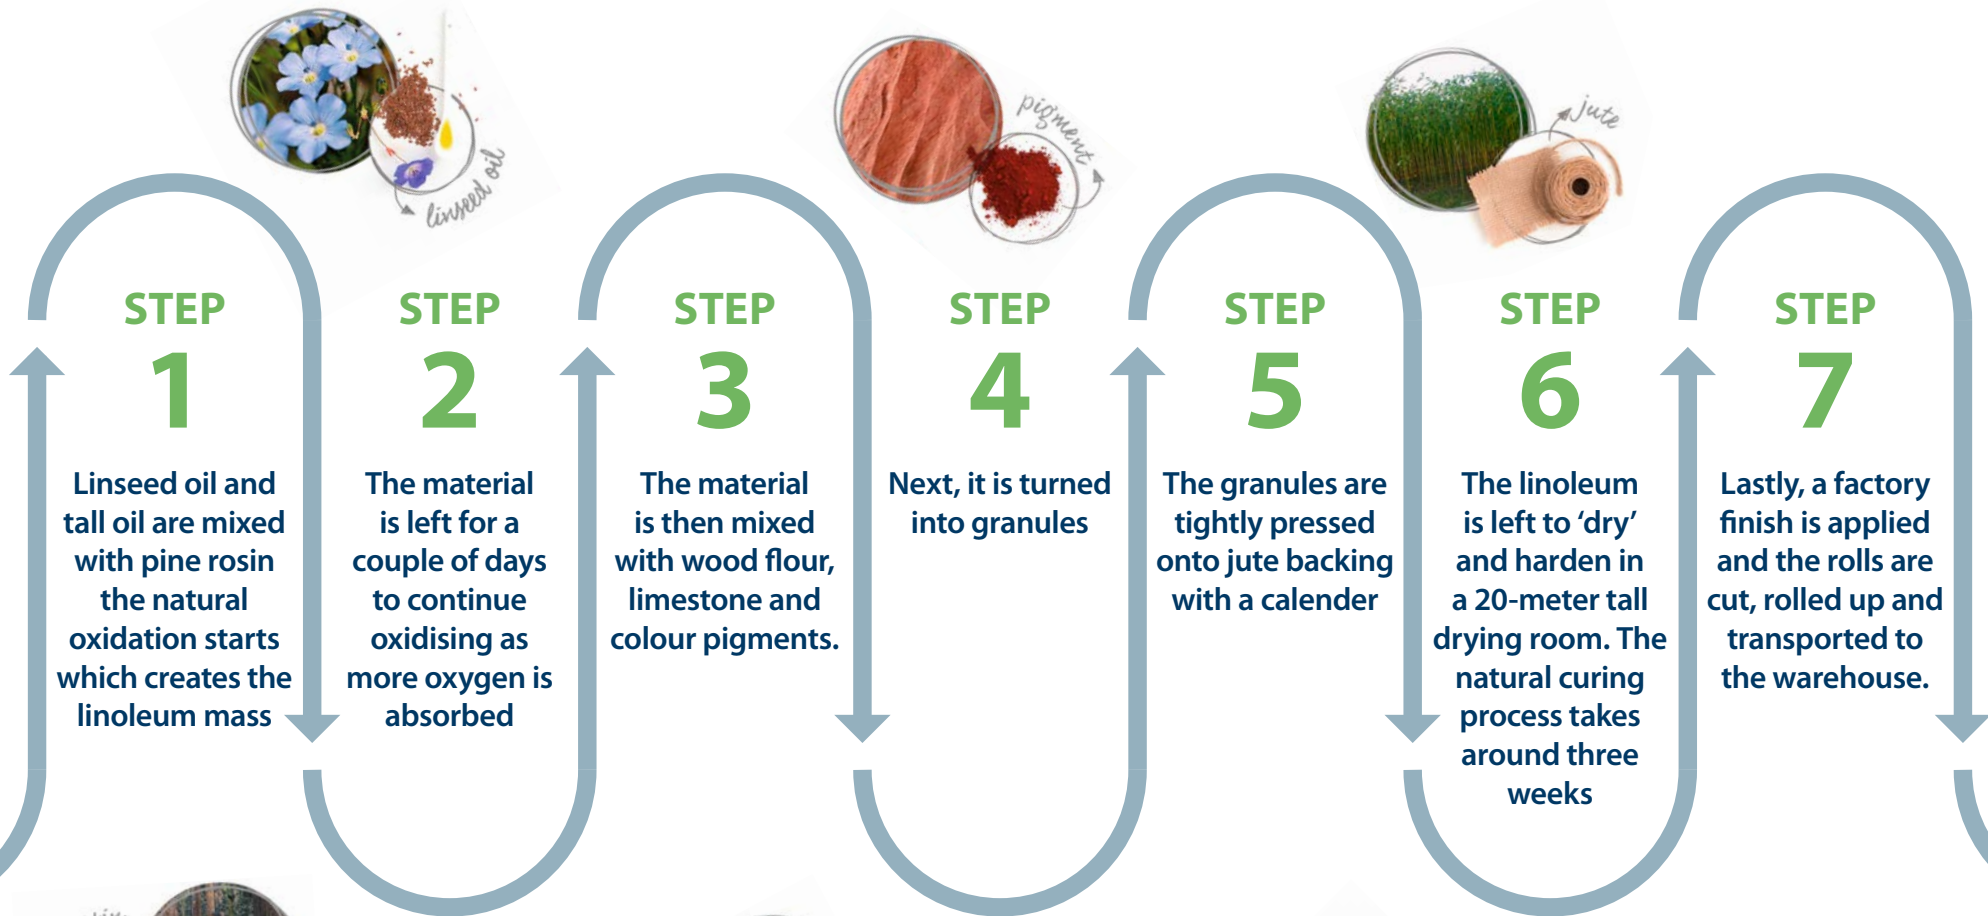 linseed oil
pigment
jute
STEP
1
Linseed oil and
tall oil are mixed
with pine rosin
the natural
oxidation starts
which creates the
linoleum mass
STEP
2
The material
is left for a
couple of days
to continue
oxidising as
more oxygen is
absorbed
STEP
3
The material
is then mixed
with wood flour,
limestone and
colour pigments.
STEP
4
Next, it is turned
into granules
STEP
5
The granules are
tightly pressed
onto jute backing
with a calender
STEP
6
The linoleum
is left to ‘dry’
and harden in
a 20-meter tall
drying room. The
natural curing
process takes
around three
weeks
STEP
7
Lastly, a factory
finish is applied
and the rolls are
cut, rolled up and
transported to
the warehouse.